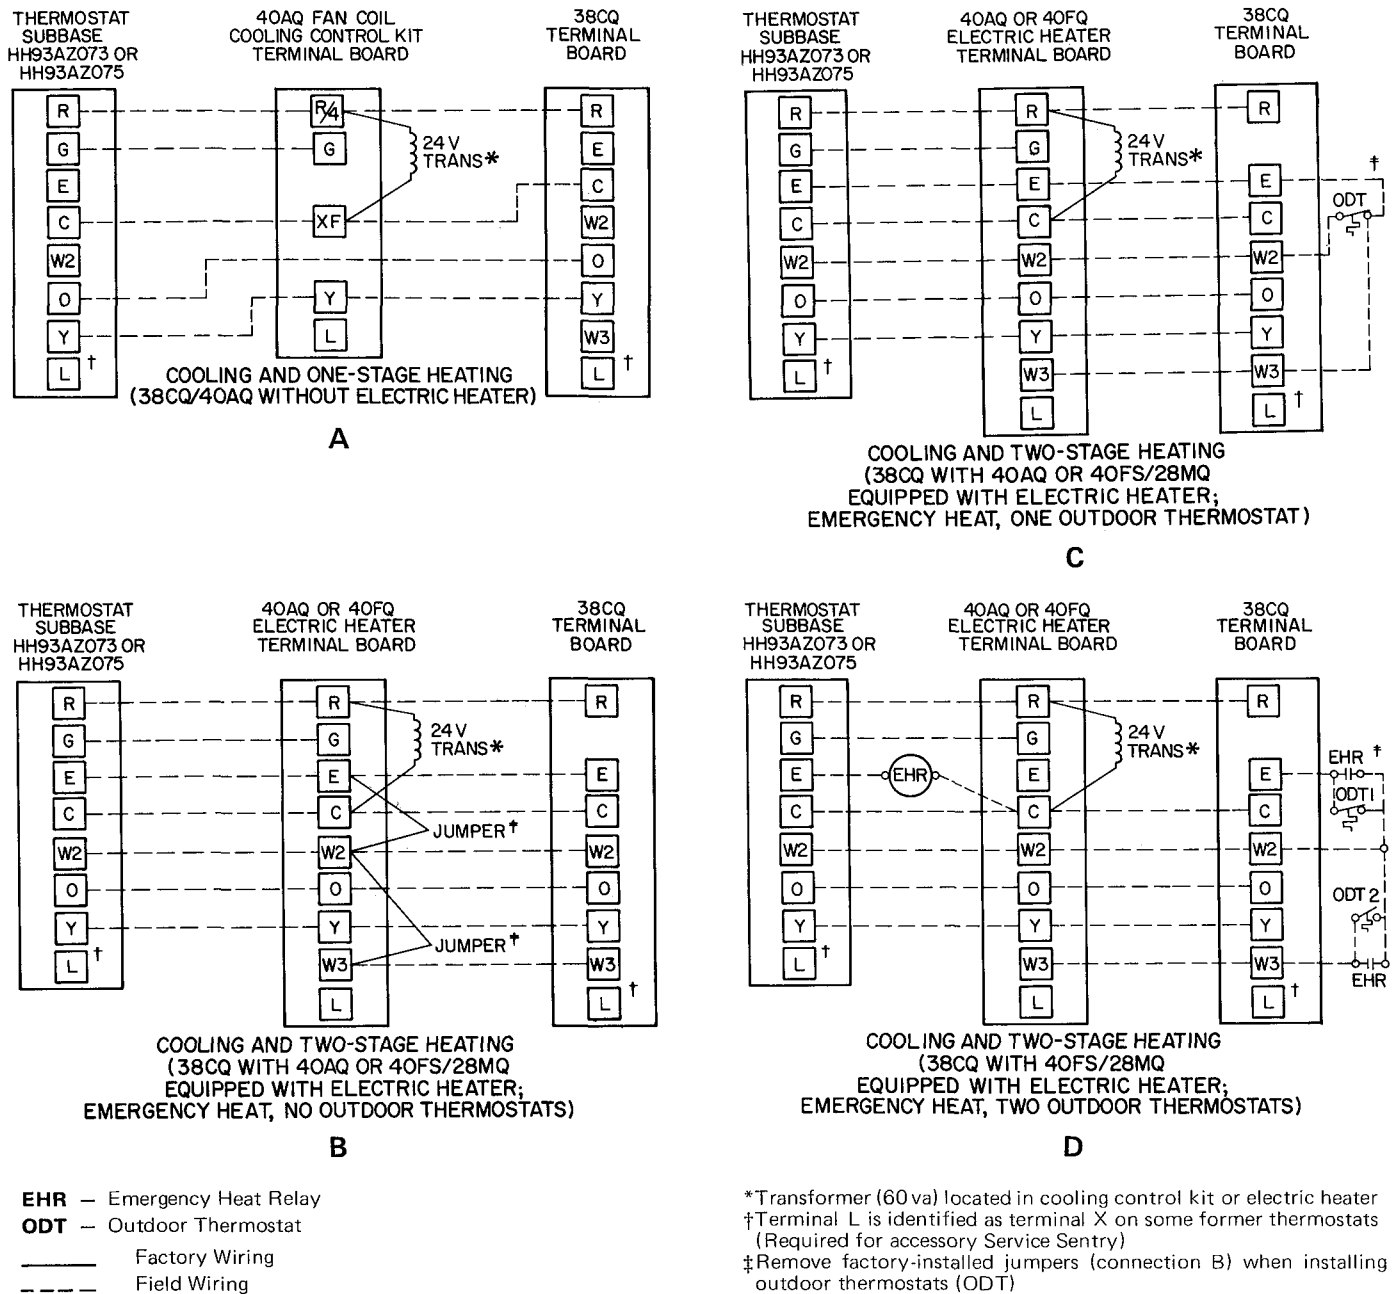 THERMOSTAT
SUBBASE
HH93AZ073 OR
HH93AZ075
40AQ FAN COIL
COOLING CONTROL KIT
TERMINAL BOARD
38CQ
TERMINAL
BOARD
R
G
E
C
W2
O
Y
L †
R/4
G
XF
Y
L
24 V
TRANS*
R
E
C
W2
O
Y
W3
L †
COOLING AND ONE-STAGE HEATING
(38CQ/40AQ WITHOUT ELECTRIC HEATER)
A
THERMOSTAT
SUBBASE
HH93AZ073 OR
HH93AZ075
40AQ OR 40FQ
ELECTRIC HEATER
TERMINAL BOARD
38CQ
TERMINAL
BOARD
R
G
E
C
W2
O
Y
L †
R
G
E
C
W2
O
Y
W3
L
24 V
TRANS*
R
E
C
W2
O
Y
W3
L †
‡
ODT
COOLING AND TWO-STAGE HEATING
(38CQ WITH 40AQ OR 40FS/28MQ
EQUIPPED WITH ELECTRIC HEATER;
EMERGENCY HEAT, ONE OUTDOOR THERMOSTAT)
C
THERMOSTAT
SUBBASE
HH93AZ073 OR
HH93AZ075
40AQ OR 40FQ
ELECTRIC HEATER
TERMINAL BOARD
38CQ
TERMINAL
BOARD
R
G
E
C
W2
O
Y
L †
R
G
E
C
W2
O
Y
W3
L
24 V
TRANS*
JUMPER ‡
JUMPER ‡
R
E
C
W2
O
Y
W3
L †
COOLING AND TWO-STAGE HEATING
(38CQ WITH 40AQ OR 40FS/28MQ
EQUIPPED WITH ELECTRIC HEATER;
EMERGENCY HEAT, NO OUTDOOR THERMOSTATS)
B
THERMOSTAT
SUBBASE
HH93AZ073 OR
HH93AZ075
40AQ OR 40FQ
ELECTRIC HEATER
TERMINAL BOARD
38CQ
TERMINAL
BOARD
R
G
E
C
W2
O
Y
L †
EHR
R
G
E
C
W2
O
Y
W3
L
24 V
TRANS*
R
E
C
W2
O
Y
W3
L †
EHR ‡
ODT1
ODT 2
EHR
COOLING AND TWO-STAGE HEATING
(38CQ WITH 40FS/28MQ
EQUIPPED WITH ELECTRIC HEATER;
EMERGENCY HEAT, TWO OUTDOOR THERMOSTATS)
D
EHR – Emergency Heat Relay
ODT – Outdoor Thermostat
Factory Wiring
Field Wiring
*Transformer (60 va) located in cooling control kit or electric heater
†Terminal L is identified as terminal X on some former thermostats
(Required for accessory Service Sentry)
‡Remove factory-installed jumpers (connection B) when installing
outdoor thermostats (ODT)